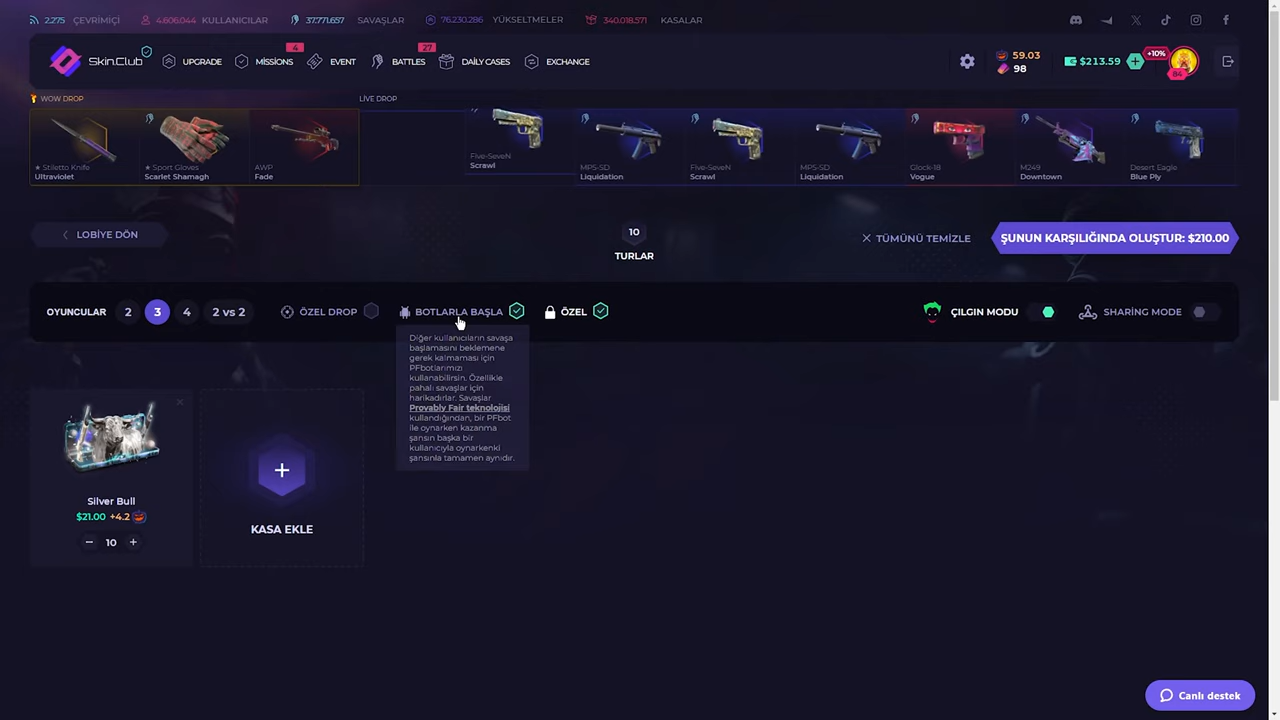 2.275 ÇEVRİMİÇİ
4.606.044 KULLANICILAR
37.771.657 SAVAŞLAR
76.230.286 YÜKSELTMELER
340.018.571 KASALAR
Skin.Club
UPGRADE
4
MISSIONS
EVENT
27
BATTLES
DAILY CASES
EXCHANGE
59.03
98
$213.59
+10%
84
WOW DROP
LİVE DROP
★ Stiletto Knife
Ultraviolet
★ Sport Gloves
Scarlet Shamagh
AWP
Fade
Five-SeveN
Scrawl
MP5-SD
Liquidation
Five-SeveN
Scrawl
MP5-SD
Liquidation
Glock-18
Vogue
M249
Downtown
Desert Eagle
Blue Ply
LOBİYE DÖN
10
TURLAR
TÜMÜNÜ TEMİZLE
ŞUNUN KARŞILIĞINDA OLUŞTUR: $210.00
OYUNCULAR
2
3
4
2 vs 2
ÖZEL DROP
BOTLARLA BAŞLA
ÖZEL
ÇILGIN MODU
SHARİNG MODE
Diğer kullanıcıların savaşa
başlamasını beklemene
gerek kalmaması için
PFbotlarımızı
kullanabilirsin. Özellikle
pahalı savaşlar için
harikadırlar. Savaşlar
Provably Fair teknolojisi
kullandığından, bir PFbot
ile oynarken kazanma
şansın başka bir
kullanıcıyla oynarkenki
şansınla tamamen aynıdır.
Silver Bull
$21.00 +4.2
− 10 +
+
KASA EKLE
Canlı destek